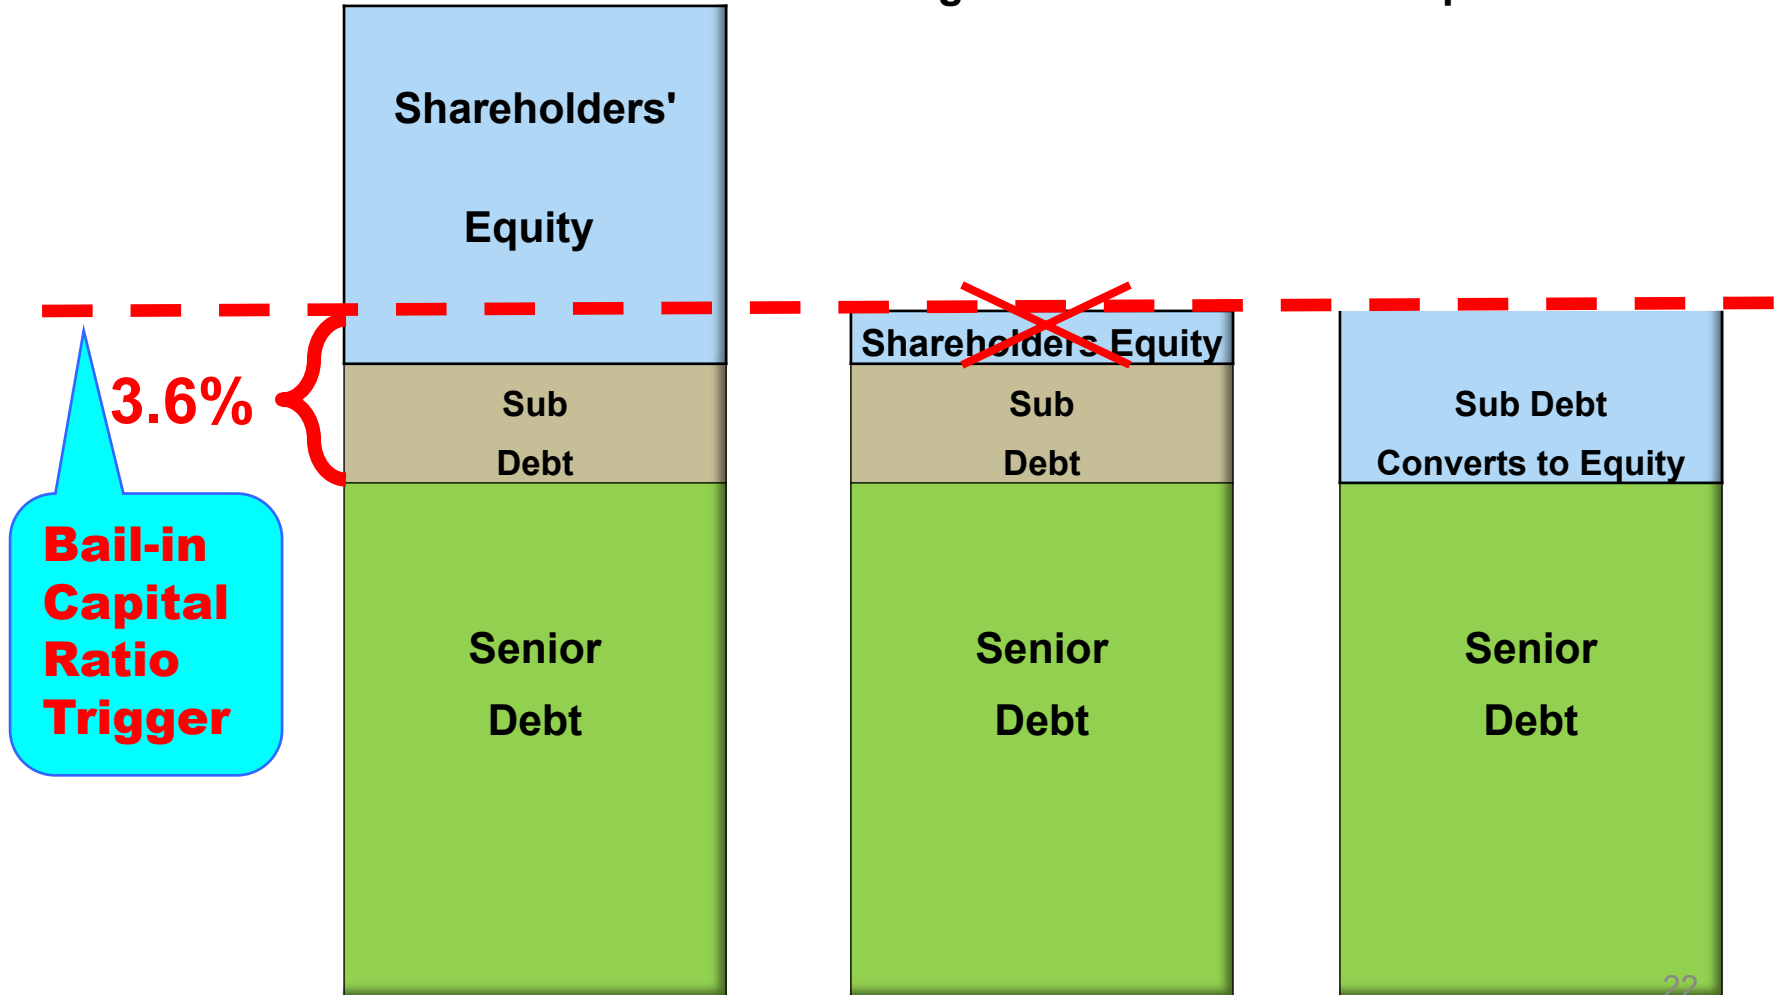 Shareholders'
Equity
3.6%
Sub
Debt
Senior
Debt
Bail-in
Capital
Ratio
Trigger
Shareholders Equity
Sub
Debt
Senior
Debt
Sub Debt
Converts to Equity
Senior
Debt
22